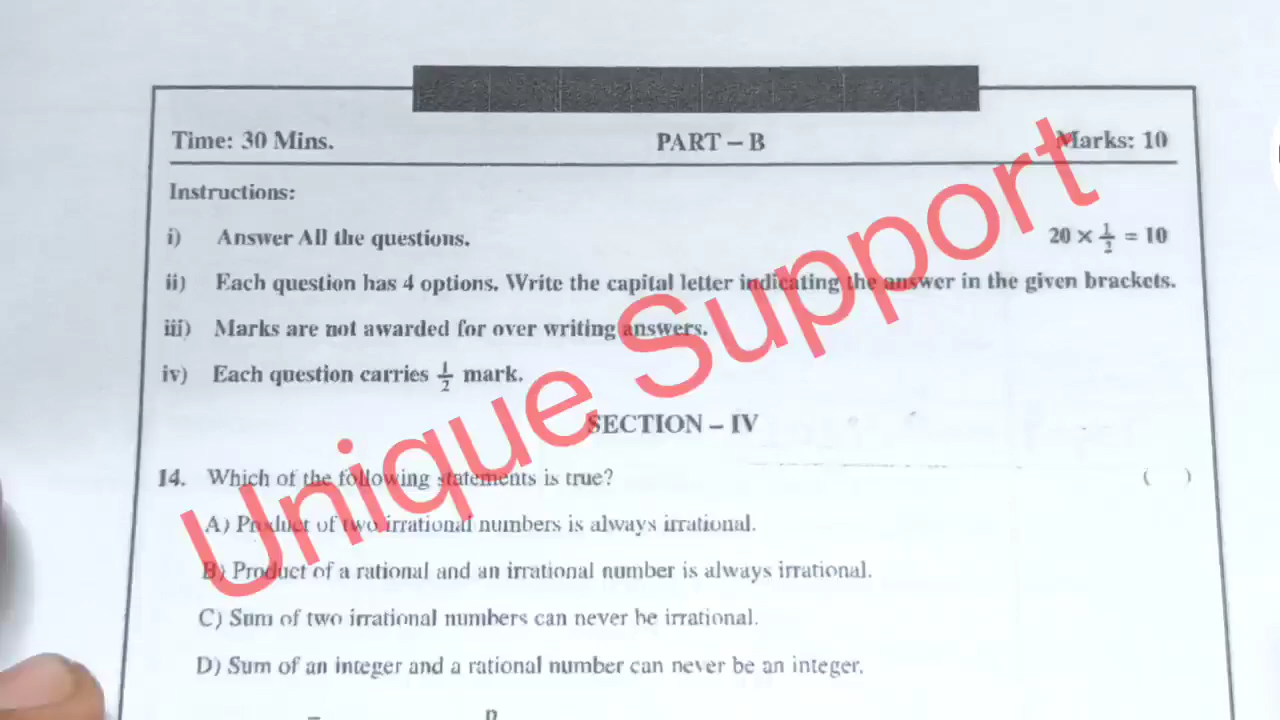 Time: 30 Mins. PART – B Marks: 10
Instructions:
i) Answer All the questions. 20 × 1/2 = 10
ii) Each question has 4 options. Write the capital letter indicating the answer in the given brackets.
iii) Marks are not awarded for over writing answers.
iv) Each question carries 1/2 mark.
SECTION – IV
14. Which of the following statements is true? ( )
A) Product of two irrational numbers is always irrational.
B) Product of a rational and an irrational number is always irrational.
C) Sum of two irrational numbers can never be irrational.
D) Sum of an integer and a rational number can never be an integer.
Unique Support